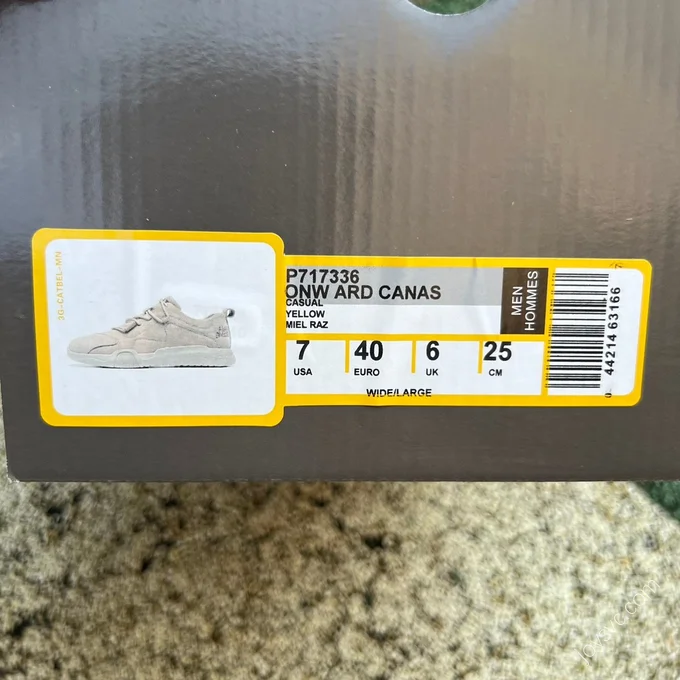 3G-CATBEL-MN
P717336
ONW ARD CANAS
CASUAL
YELLOW
MIEL RAZ
MEN
HOMMES
7 40 6 25
USA EURO UK CM
WIDE/LARGE
0 44214 63166